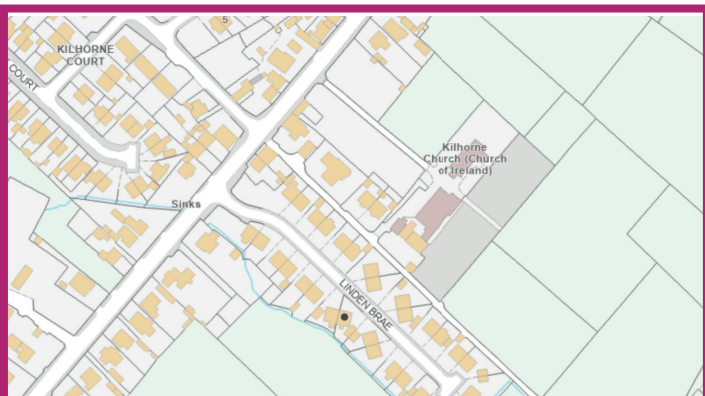 5
KILHORNE
COURT
COURT
Kilhorne
Church (Church
of Ireland)
Sinks
LINDEN BRAE